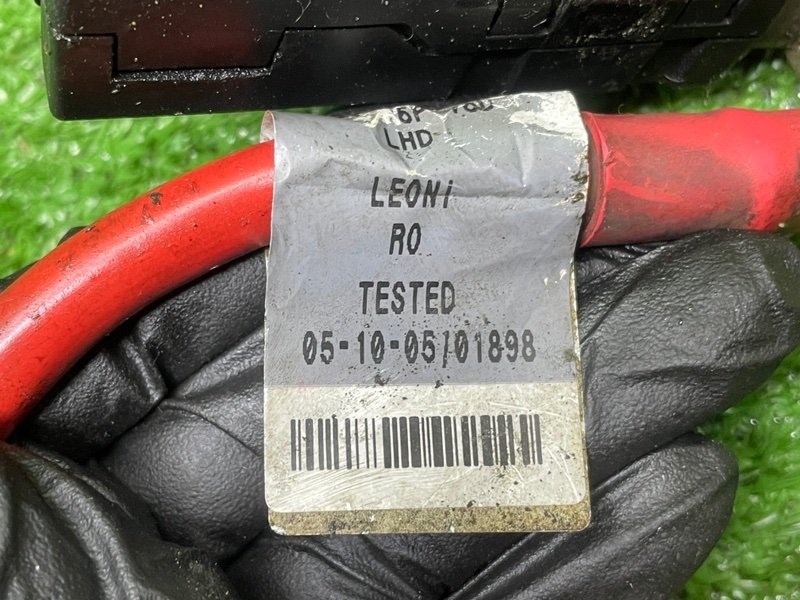 LHD
LEONI
RO
TESTED
05-10-05/01898